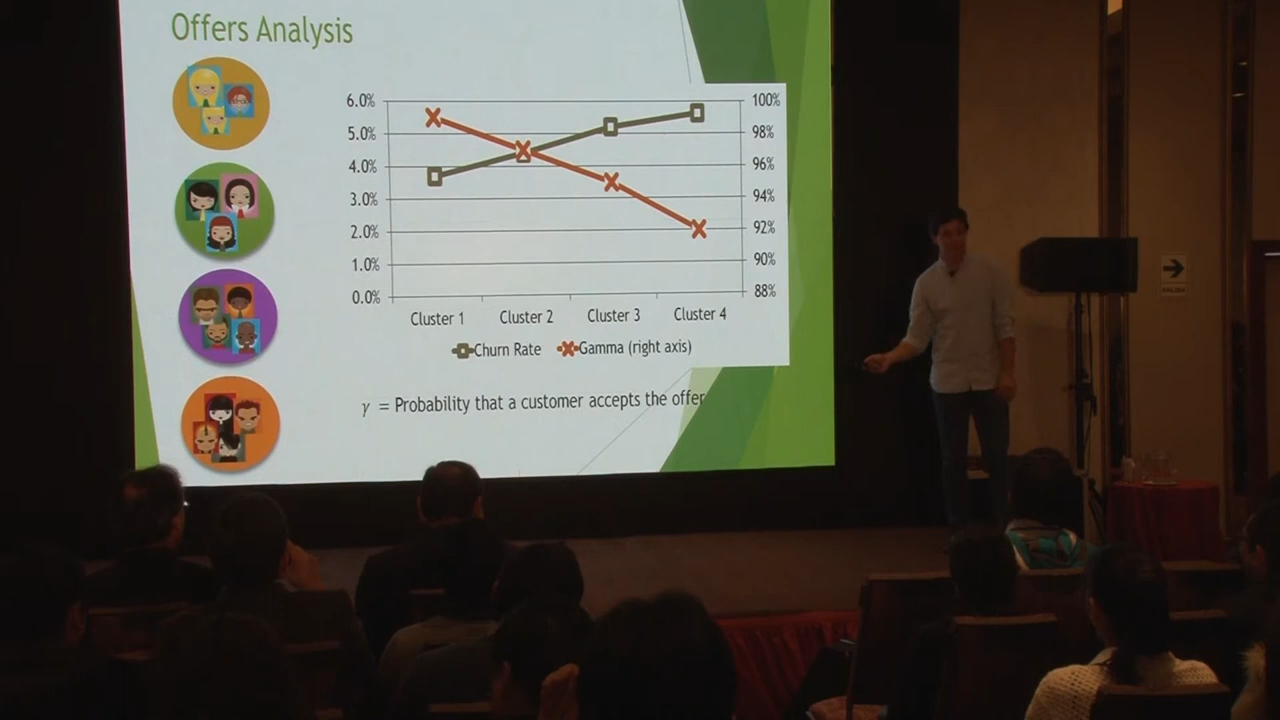 Offers Analysis
6.0%
5.0%
4.0%
3.0%
2.0%
1.0%
0.0%
100%
98%
96%
94%
92%
90%
88%
Cluster 1 Cluster 2 Cluster 3 Cluster 4
Churn Rate Gamma (right axis)
γ = Probability that a customer accepts the offer
SALIDA